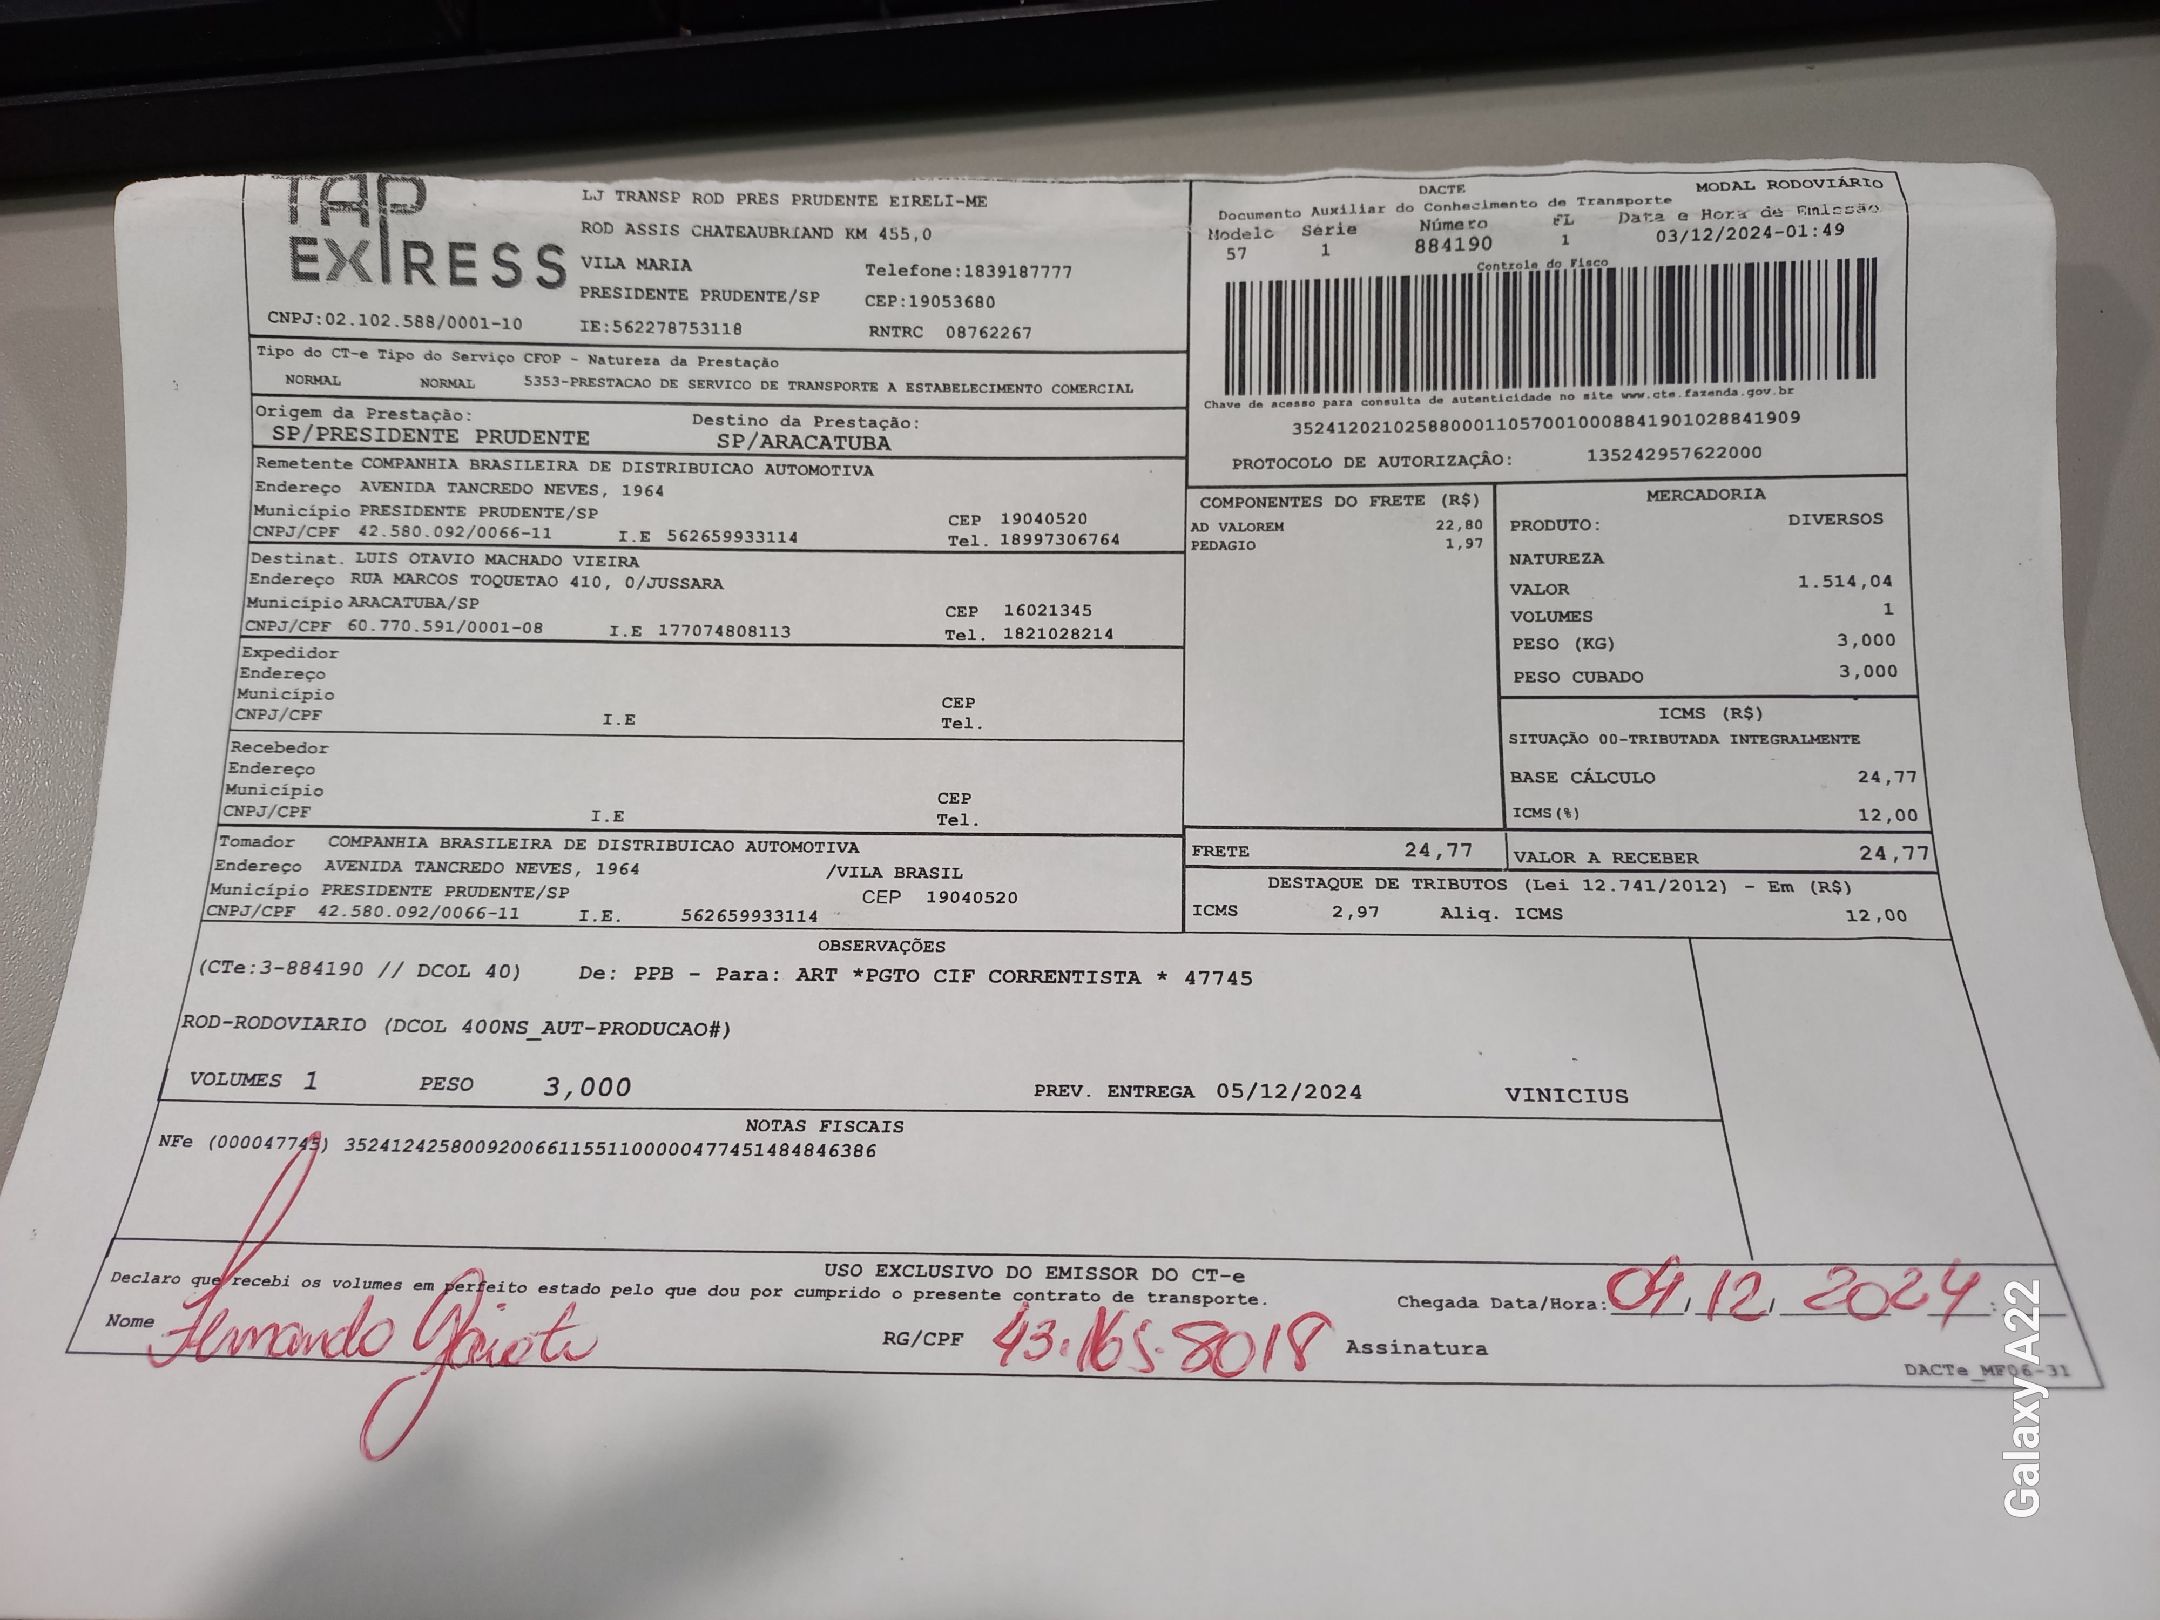 TAP
EXPRESS
LJ TRANSP ROD PRES PRUDENTE EIRELI-ME
ROD ASSIS CHATEAUBRIAND KM 455,0
VILA MARIA Telefone:1839187777
PRESIDENTE PRUDENTE/SP CEP:19053680
CNPJ:02.102.588/0001-10 IE:562278753118 RNTRC 08762267
DACTE MODAL RODOVIÁRIO
Documento Auxiliar do Conhecimento de Transporte
Modelo Série Número FL Data e Hora de Emissão
57 1 884190 1 03/12/2024-01:49
Controle do Fisco
Chave de acesso para consulta de autenticidade no site www.cte.fazenda.gov.br
35241202102588000110570010008841901028841909
PROTOCOLO DE AUTORIZAÇÂO: 135242957622000
Tipo do CT-e Tipo do Serviço CFOP - Natureza da Prestação
NORMAL NORMAL 5353-PRESTACAO DE SERVICO DE TRANSPORTE A ESTABELECIMENTO COMERCIAL
Origem da Prestação: Destino da Prestação:
SP/PRESIDENTE PRUDENTE SP/ARACATUBA
Remetente COMPANHIA BRASILEIRA DE DISTRIBUICAO AUTOMOTIVA
Endereço AVENIDA TANCREDO NEVES, 1964
Município PRESIDENTE PRUDENTE/SP CEP 19040520
CNPJ/CPF 42.580.092/0066-11 I.E 562659933114 Tel. 18997306764
Destinat. LUIS OTAVIO MACHADO VIEIRA
Endereço RUA MARCOS TOQUETAO 410, 0/JUSSARA
Município ARACATUBA/SP CEP 16021345
CNPJ/CPF 60.770.591/0001-08 I.E 177074808113 Tel. 1821028214
Expedidor
Endereço
Município CEP
CNPJ/CPF I.E Tel.
Recebedor
Endereço
Município CEP
CNPJ/CPF I.E Tel.
Tomador COMPANHIA BRASILEIRA DE DISTRIBUICAO AUTOMOTIVA
Endereço AVENIDA TANCREDO NEVES, 1964 /VILA BRASIL
Município PRESIDENTE PRUDENTE/SP CEP 19040520
CNPJ/CPF 42.580.092/0066-11 I.E. 562659933114
COMPONENTES DO FRETE (R$)
AD VALOREM 22,80
PEDAGIO 1,97
MERCADORIA
PRODUTO: DIVERSOS
NATUREZA
VALOR 1.514,04
VOLUMES 1
PESO (KG) 3,000
PESO CUBADO 3,000
ICMS (R$)
SITUAÇÃO 00-TRIBUTADA INTEGRALMENTE
BASE CÁLCULO 24,77
ICMS(%) 12,00
FRETE 24,77 VALOR A RECEBER 24,77
DESTAQUE DE TRIBUTOS (Lei 12.741/2012) - Em (R$)
ICMS 2,97 Aliq. ICMS 12,00
OBSERVAÇÕES
(CTe:3-884190 // DCOL 40) De: PPB - Para: ART *PGTO CIF CORRENTISTA * 47745
ROD-RODOVIARIO (DCOL 400NS_AUT-PRODUCAO#)
VOLUMES 1 PESO 3,000 PREV. ENTREGA 05/12/2024 VINICIUS
NOTAS FISCAIS
NFe (000047745) 35241242580092006611551100000477451484846386
USO EXCLUSIVO DO EMISSOR DO CT-e
Declaro que recebi os volumes em perfeito estado pelo que dou por cumprido o presente contrato de transporte.
Chegada Data/Hora: 04/12/2024 :
Nome Fernando RG/CPF 43.165.8018 Assinatura
DACTe_MF06-31
Galaxy A22